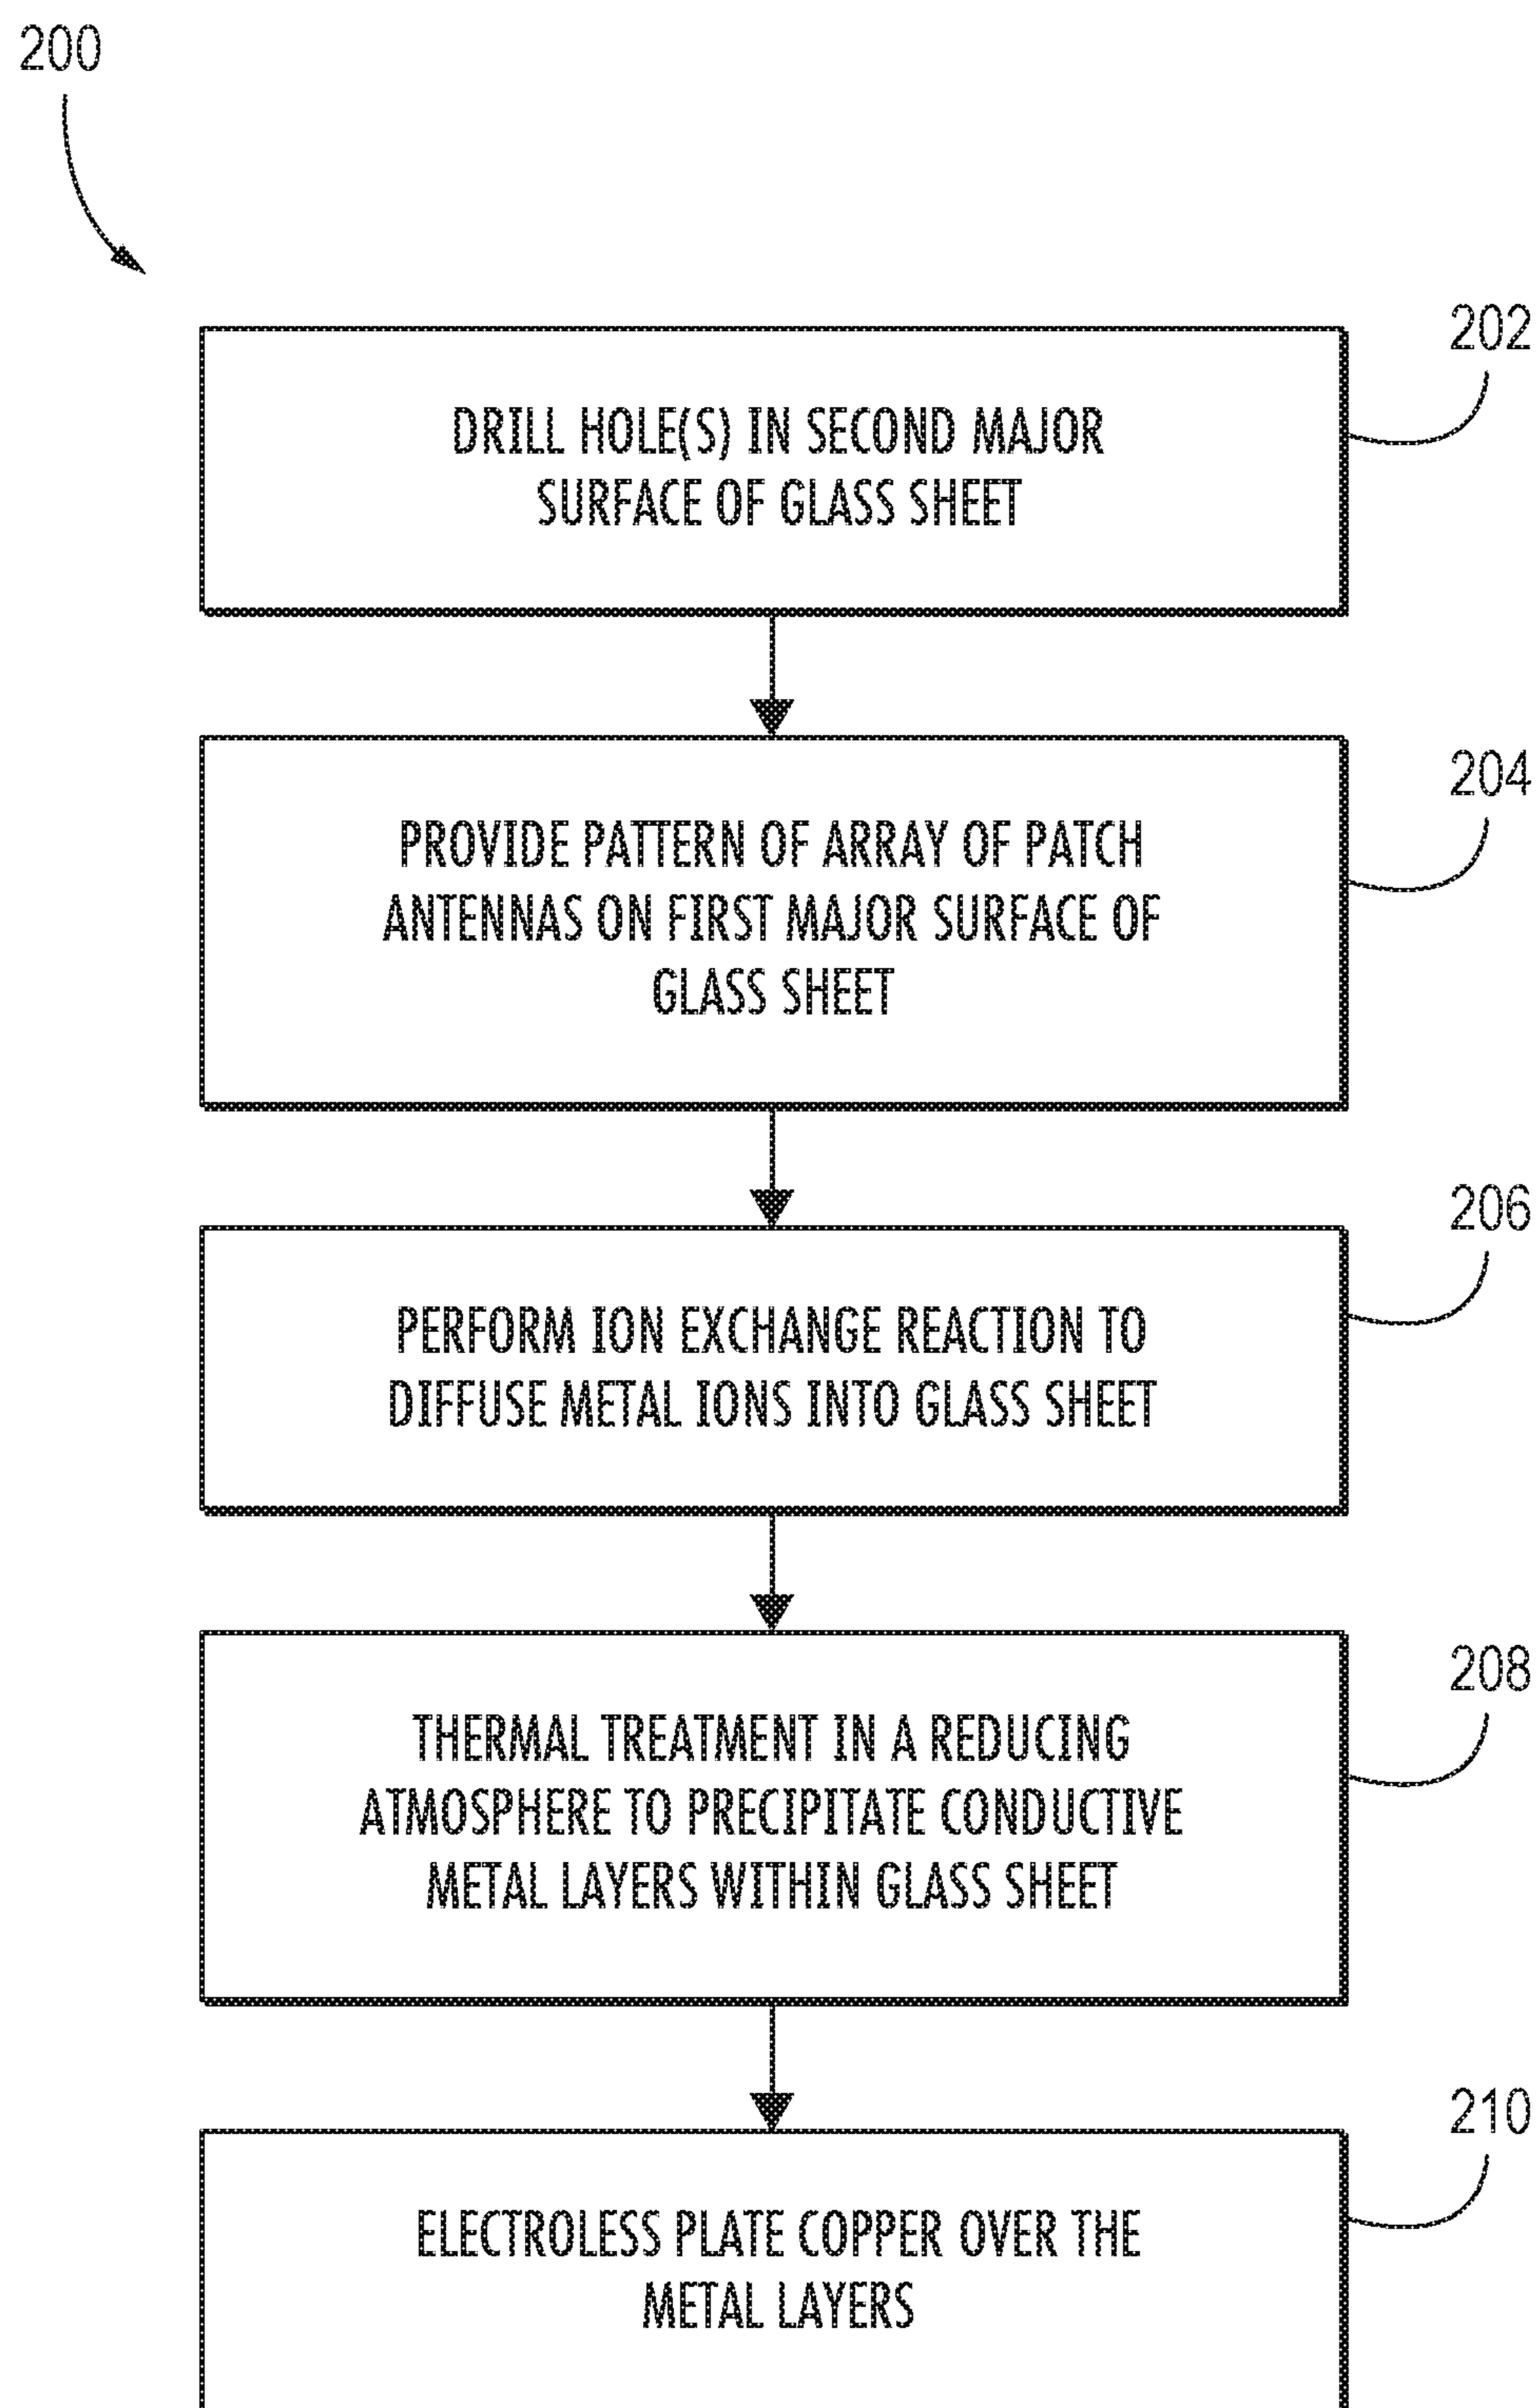 200
202
DRILL HOLE(S) IN SECOND MAJOR
SURFACE OF GLASS SHEET
204
PROVIDE PATTERN OF ARRAY OF PATCH
ANTENNAS ON FIRST MAJOR SURFACE OF
GLASS SHEET
206
PERFORM ION EXCHANGE REACTION TO
DIFFUSE METAL IONS INTO GLASS SHEET
208
THERMAL TREATMENT IN A REDUCING
ATMOSPHERE TO PRECIPITATE CONDUCTIVE
METAL LAYERS WITHIN GLASS SHEET
210
ELECTROLESS PLATE COPPER OVER THE
METAL LAYERS